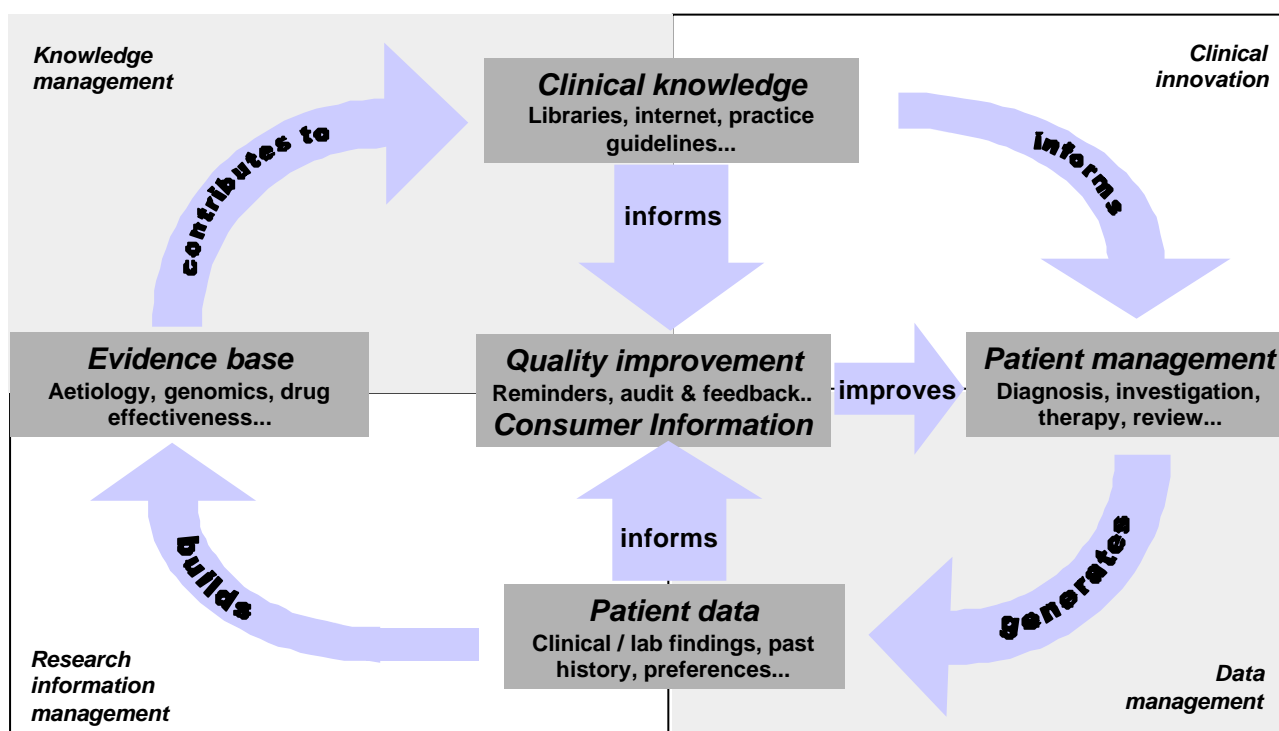 Knowledge
management
Clinical
innovation
Clinical knowledge
Libraries, internet, practice
guidelines...
contributes to
informs
informs
Evidence base
Aetiology, genomics, drug
effectiveness...
Quality improvement
Reminders, audit & feedback..
Consumer Information
improves
Patient management
Diagnosis, investigation,
therapy, review...
builds
informs
generates
Patient data
Clinical / lab findings, past
history, preferences...
Research
information
management
Data
management